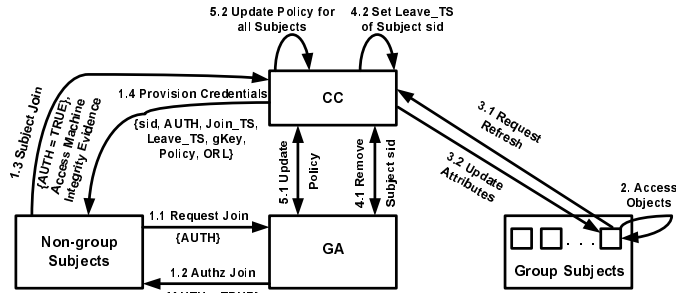 5.2 Update Policy for
all Subjects
4.2 Set Leave_TS
of Subject sid
1.3 Subject Join
{AUTH = TRUE},
Access Machine
Integrity Evidence
1.4 Provision Credentials
{sid, AUTH, Join_TS,
Leave_TS, gKey,
Policy, ORL}
CC
3.1 Request
Refresh
3.2 Update
Attributes
5.1 Update
Policy
4.1 Remove
Subject sid
2. Access
Objects
Non-group
Subjects
1.1 Request Join
{AUTH}
GA
1.2 Authz Join
. . .
Group Subjects